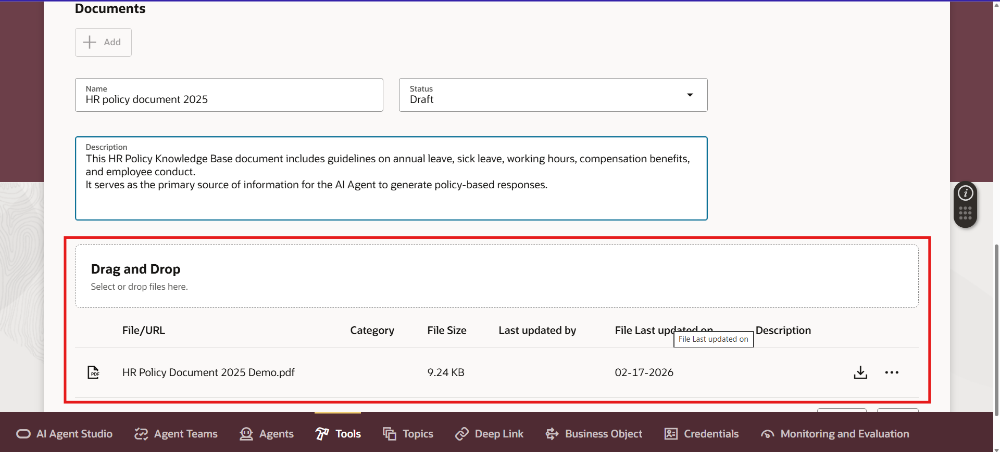 Documents
Add
Name
HR policy document 2025
Status
Draft
Description
This HR Policy Knowledge Base document includes guidelines on annual leave, sick leave, working hours, compensation benefits,
and employee conduct.
It serves as the primary source of information for the AI Agent to generate policy-based responses.
Drag and Drop
Select or drop files here.
File/URL Category File Size Last updated by File Last updated on Description
File Last updated on
PDF HR Policy Document 2025 Demo.pdf 9.24 KB 02-17-2026
AI Agent Studio Agent Teams Agents Tools Topics Deep Link Business Object Credentials Monitoring and Evaluation